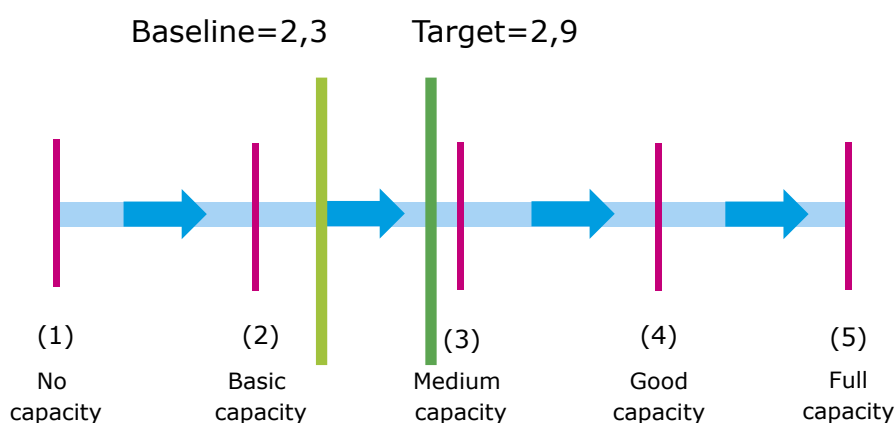 Baseline=2,3
Target=2,9
(1)
(2)
(3)
(4)
(5)
No
capacity
Basic
capacity
Medium
capacity
Good
capacity
Full
capacity